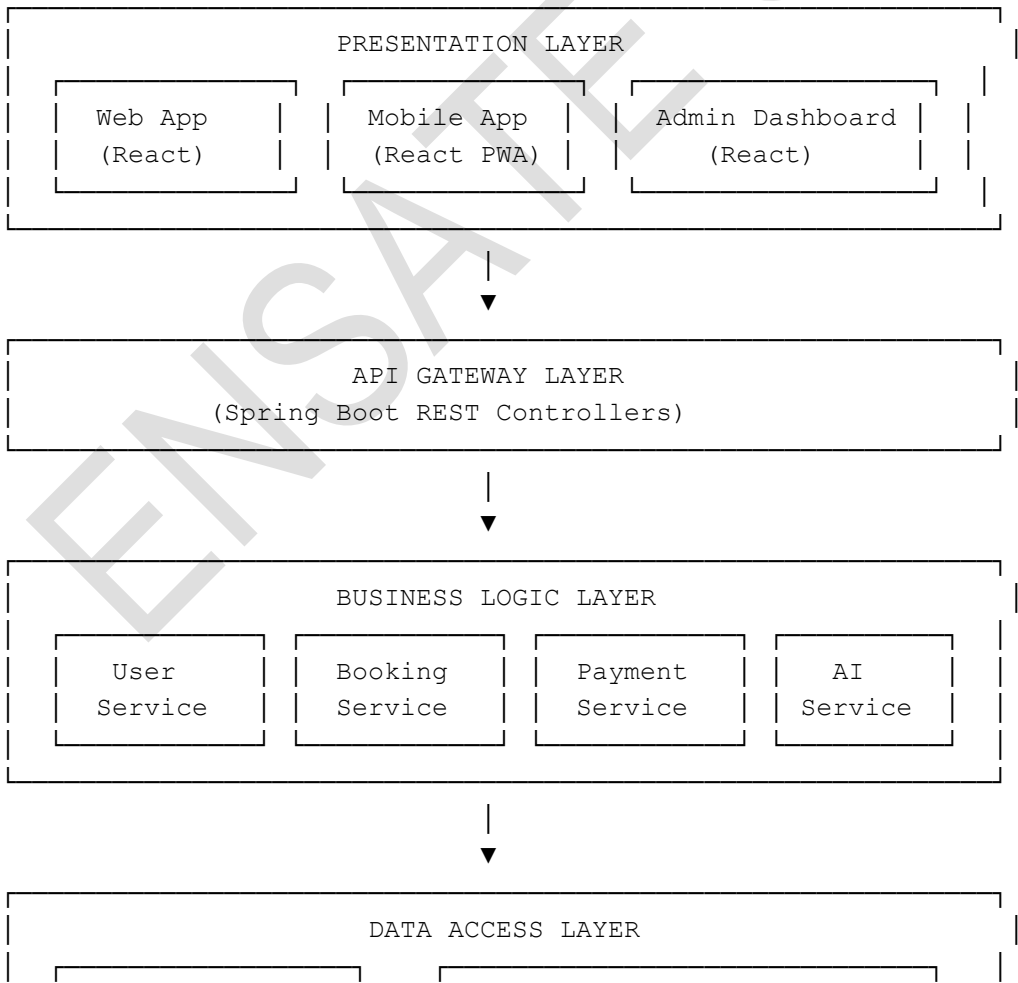 PRESENTATION LAYER
Web App Mobile App Admin Dashboard
(React) (React PWA) (React)
API GATEWAY LAYER
(Spring Boot REST Controllers)
BUSINESS LOGIC LAYER
User Booking Payment AI
Service Service Service Service
DATA ACCESS LAYER
ENSATE